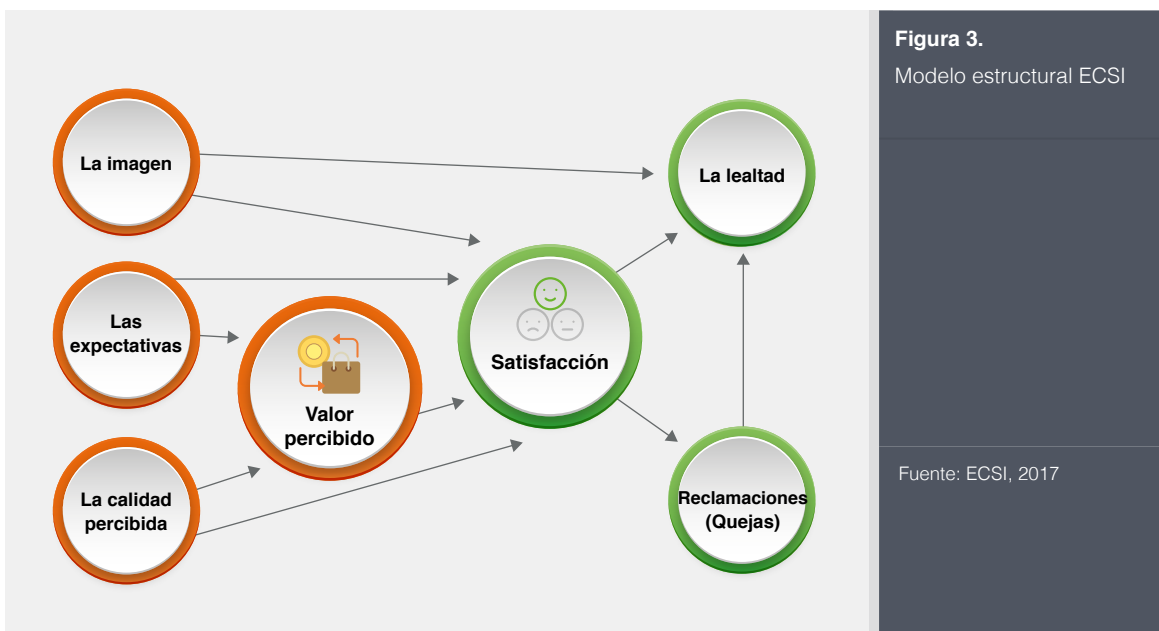 La imagen
Las
expectativas
La calidad
percibida
Valor
percibido
Satisfacción
La lealtad
Reclamaciones
(Quejas)
Figura 3.
Modelo estructural ECSI
Fuente: ECSI, 2017